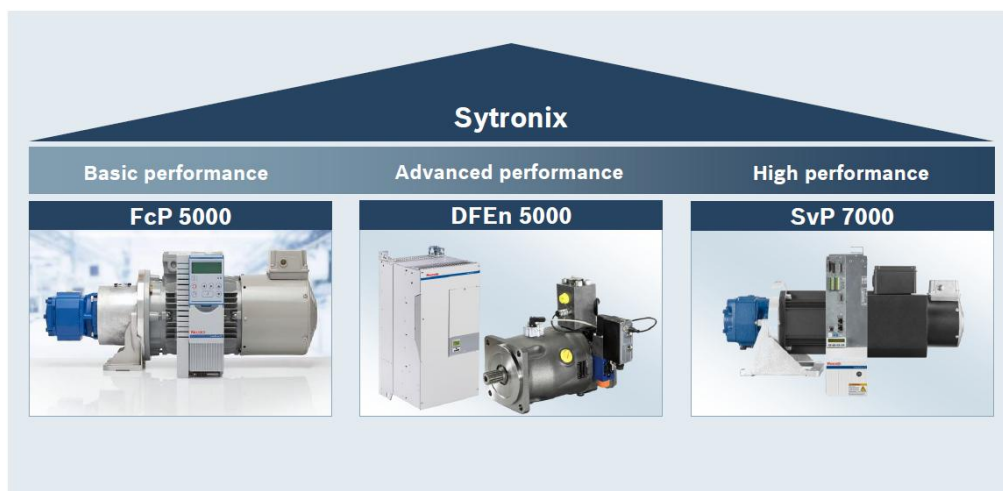 Sytronix
Basic performance
Advanced performance
High performance
FcP 5000
DFEn 5000
SvP 7000